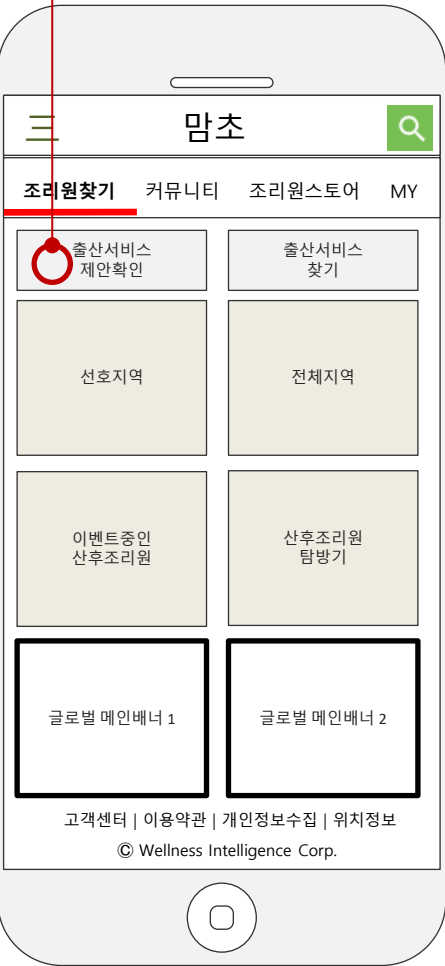 맘초
조리원찾기 커뮤니티 조리원스토어 MY
출산서비스
제안확인
출산서비스
찾기
선호지역
전체지역
이벤트중인
산후조리원
산후조리원
탐방기
글로벌 메인배너 1
글로벌 메인배너 2
고객센터 | 이용약관 | 개인정보수집 | 위치정보
Ⓒ Wellness Intelligence Corp.